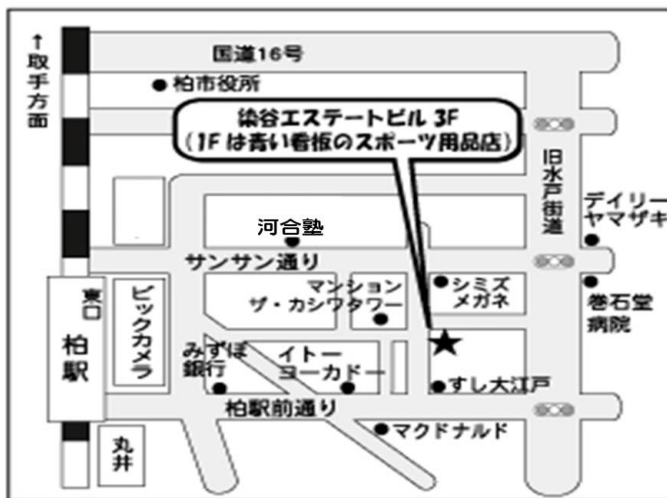 ↑取手方面
国道16号
柏市役所
染谷エステートビル 3F
(1F は青い看板のスポーツ用品店)
旧水戸街道
デイリー
ヤマザキ
河合塾
サンサン通り
マンション
ザ・カシワタワー
シミズ
メガネ
巻石堂
病院
東口
柏駅
ビックカメラ
みずほ
銀行
イトー
ヨーカドー
すし大江戸
柏駅前通り
マクドナルド
丸井